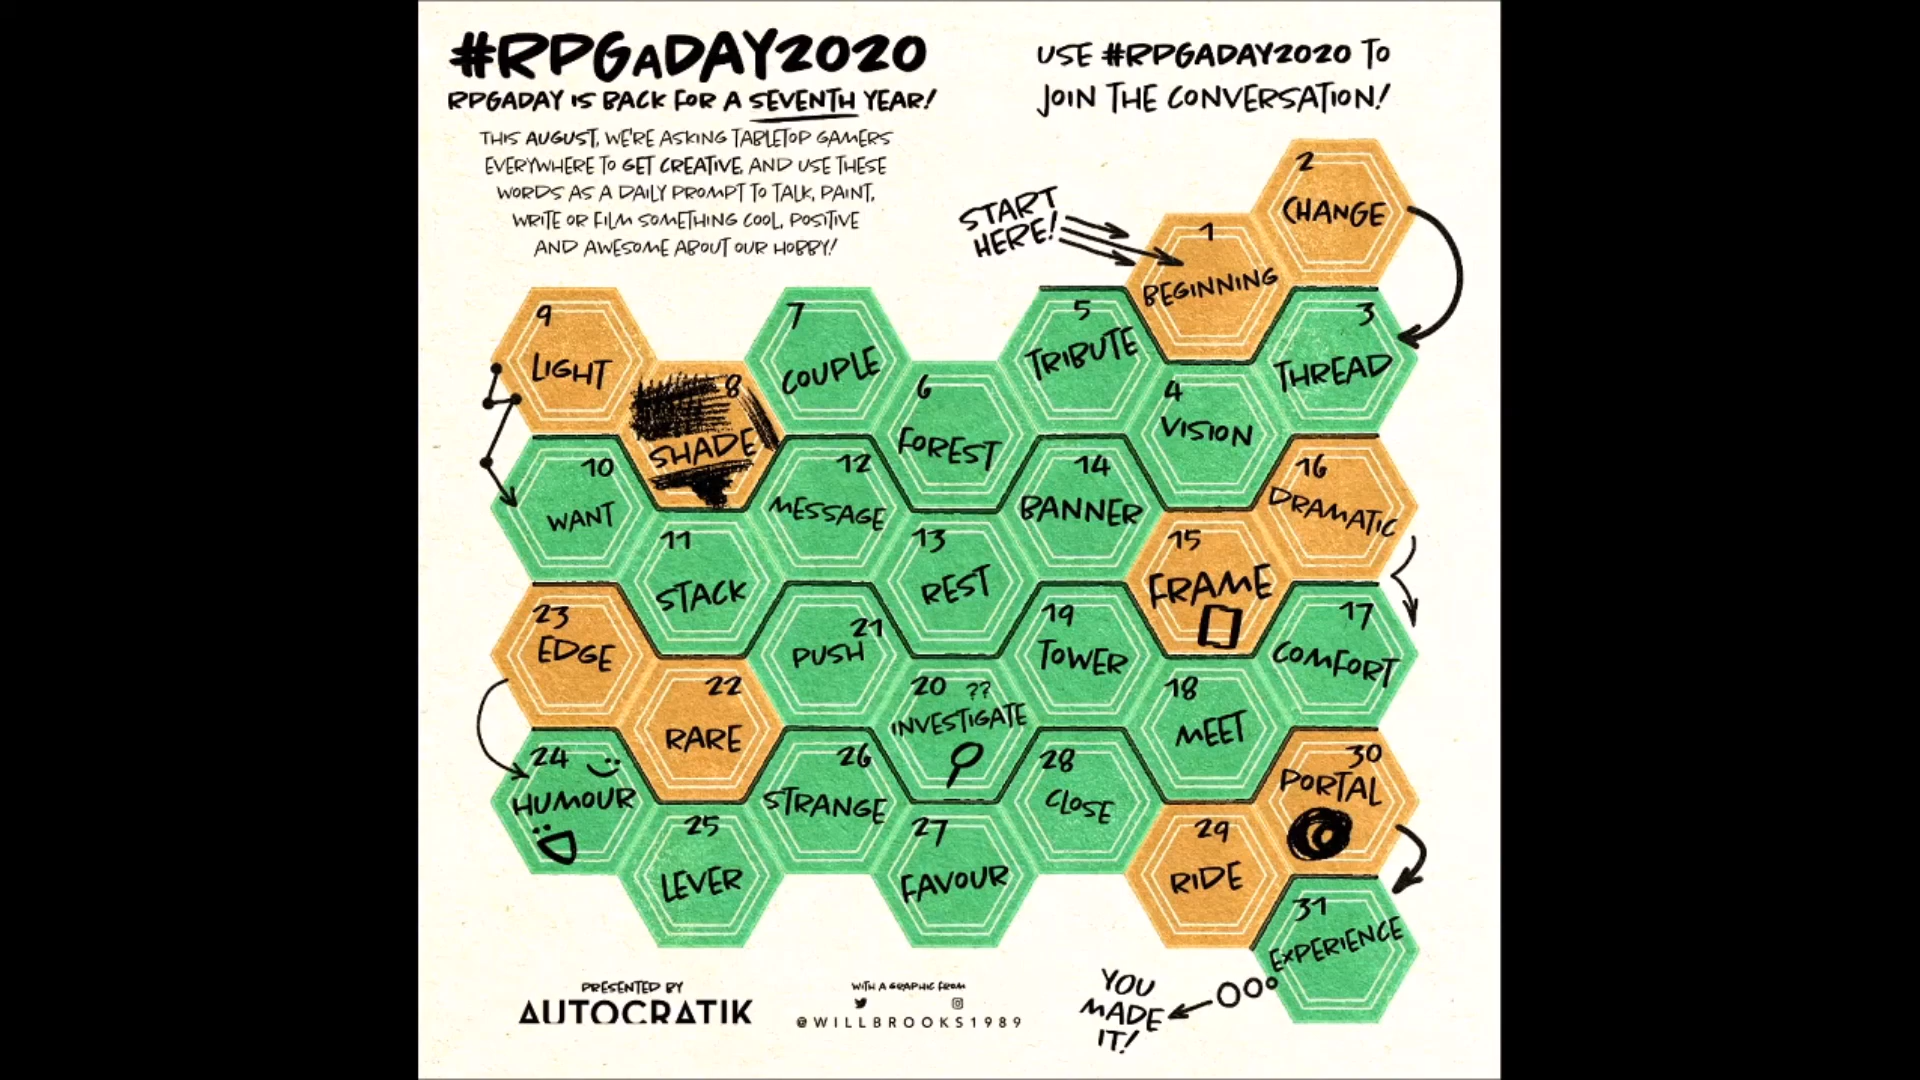 #RPGaDAY2020
RPGADAY IS BACK FOR A SEVENTH YEAR!
THIS AUGUST, WE'RE ASKING TABLETOP GAMERS
EVERYWHERE TO GET CREATIVE, AND USE THESE
WORDS AS A DAILY PROMPT TO TALK, PAINT,
WRITE OR FILM SOMETHING COOL, POSITIVE
AND AWESOME ABOUT OUR HOBBY!
USE #RPGADAY2020 TO
JOIN THE CONVERSATION!
START
HERE!
1
BEGINNING
2
CHANGE
3
THREAD
4
VISION
5
TRIBUTE
6
FOREST
7
COUPLE
8
SHADE
9
LIGHT
10
WANT
11
STACK
12
MESSAGE
13
REST
14
BANNER
15
FRAME
16
DRAMATIC
17
COMFORT
18
MEET
19
TOWER
20 ??
INVESTIGATE
21
PUSH
22
RARE
23
EDGE
24
HUMOUR
25
LEVER
26
STRANGE
27
FAVOUR
28
CLOSE
29
RIDE
30
PORTAL
31
EXPERIENCE
YOU
MADE
IT!
PRESENTED BY
AUTOCRATIK
WITH A GRAPHIC FROM
@WILLBROOKS1989